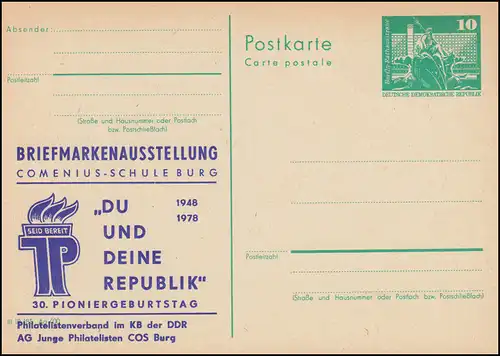 Absender:
Postleitzahl
(Straße und Hausnummer oder Postfach
bzw. Postschließfach)
BRIEFMARKENAUSSTELLUNG
COMENIUS-SCHULE BURG
SEID BEREIT
JP
„DU
UND
DEINE
REPUBLIK"
1948
1978
30. PIONIERGEBURTSTAG
Philatelistenverband im KB der DDR
AG Junge Philatelisten COS Burg
Postkarte
Carte postale
10
DEUTSCHE DEMOKRATISCHE REPUBLIK
Postleitzahl
(Straße und Hausnummer oder Postfach bzw. Postschließfach)